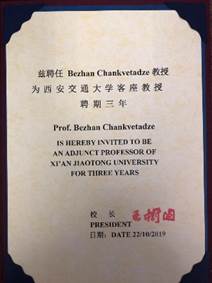 兹聘任 Bezhan Chankvetadze 教授
为西安交通大学客座教授
聘期三年
Prof. Bezhan Chankvetadze
IS HEREBY INVITED TO BE
AN ADJUNCT PROFESSOR OF
XI'AN JIAOTONG UNIVERSITY
FOR THREE YEARS
校 长
PRESIDENT
日期: DATE 22/10/2019